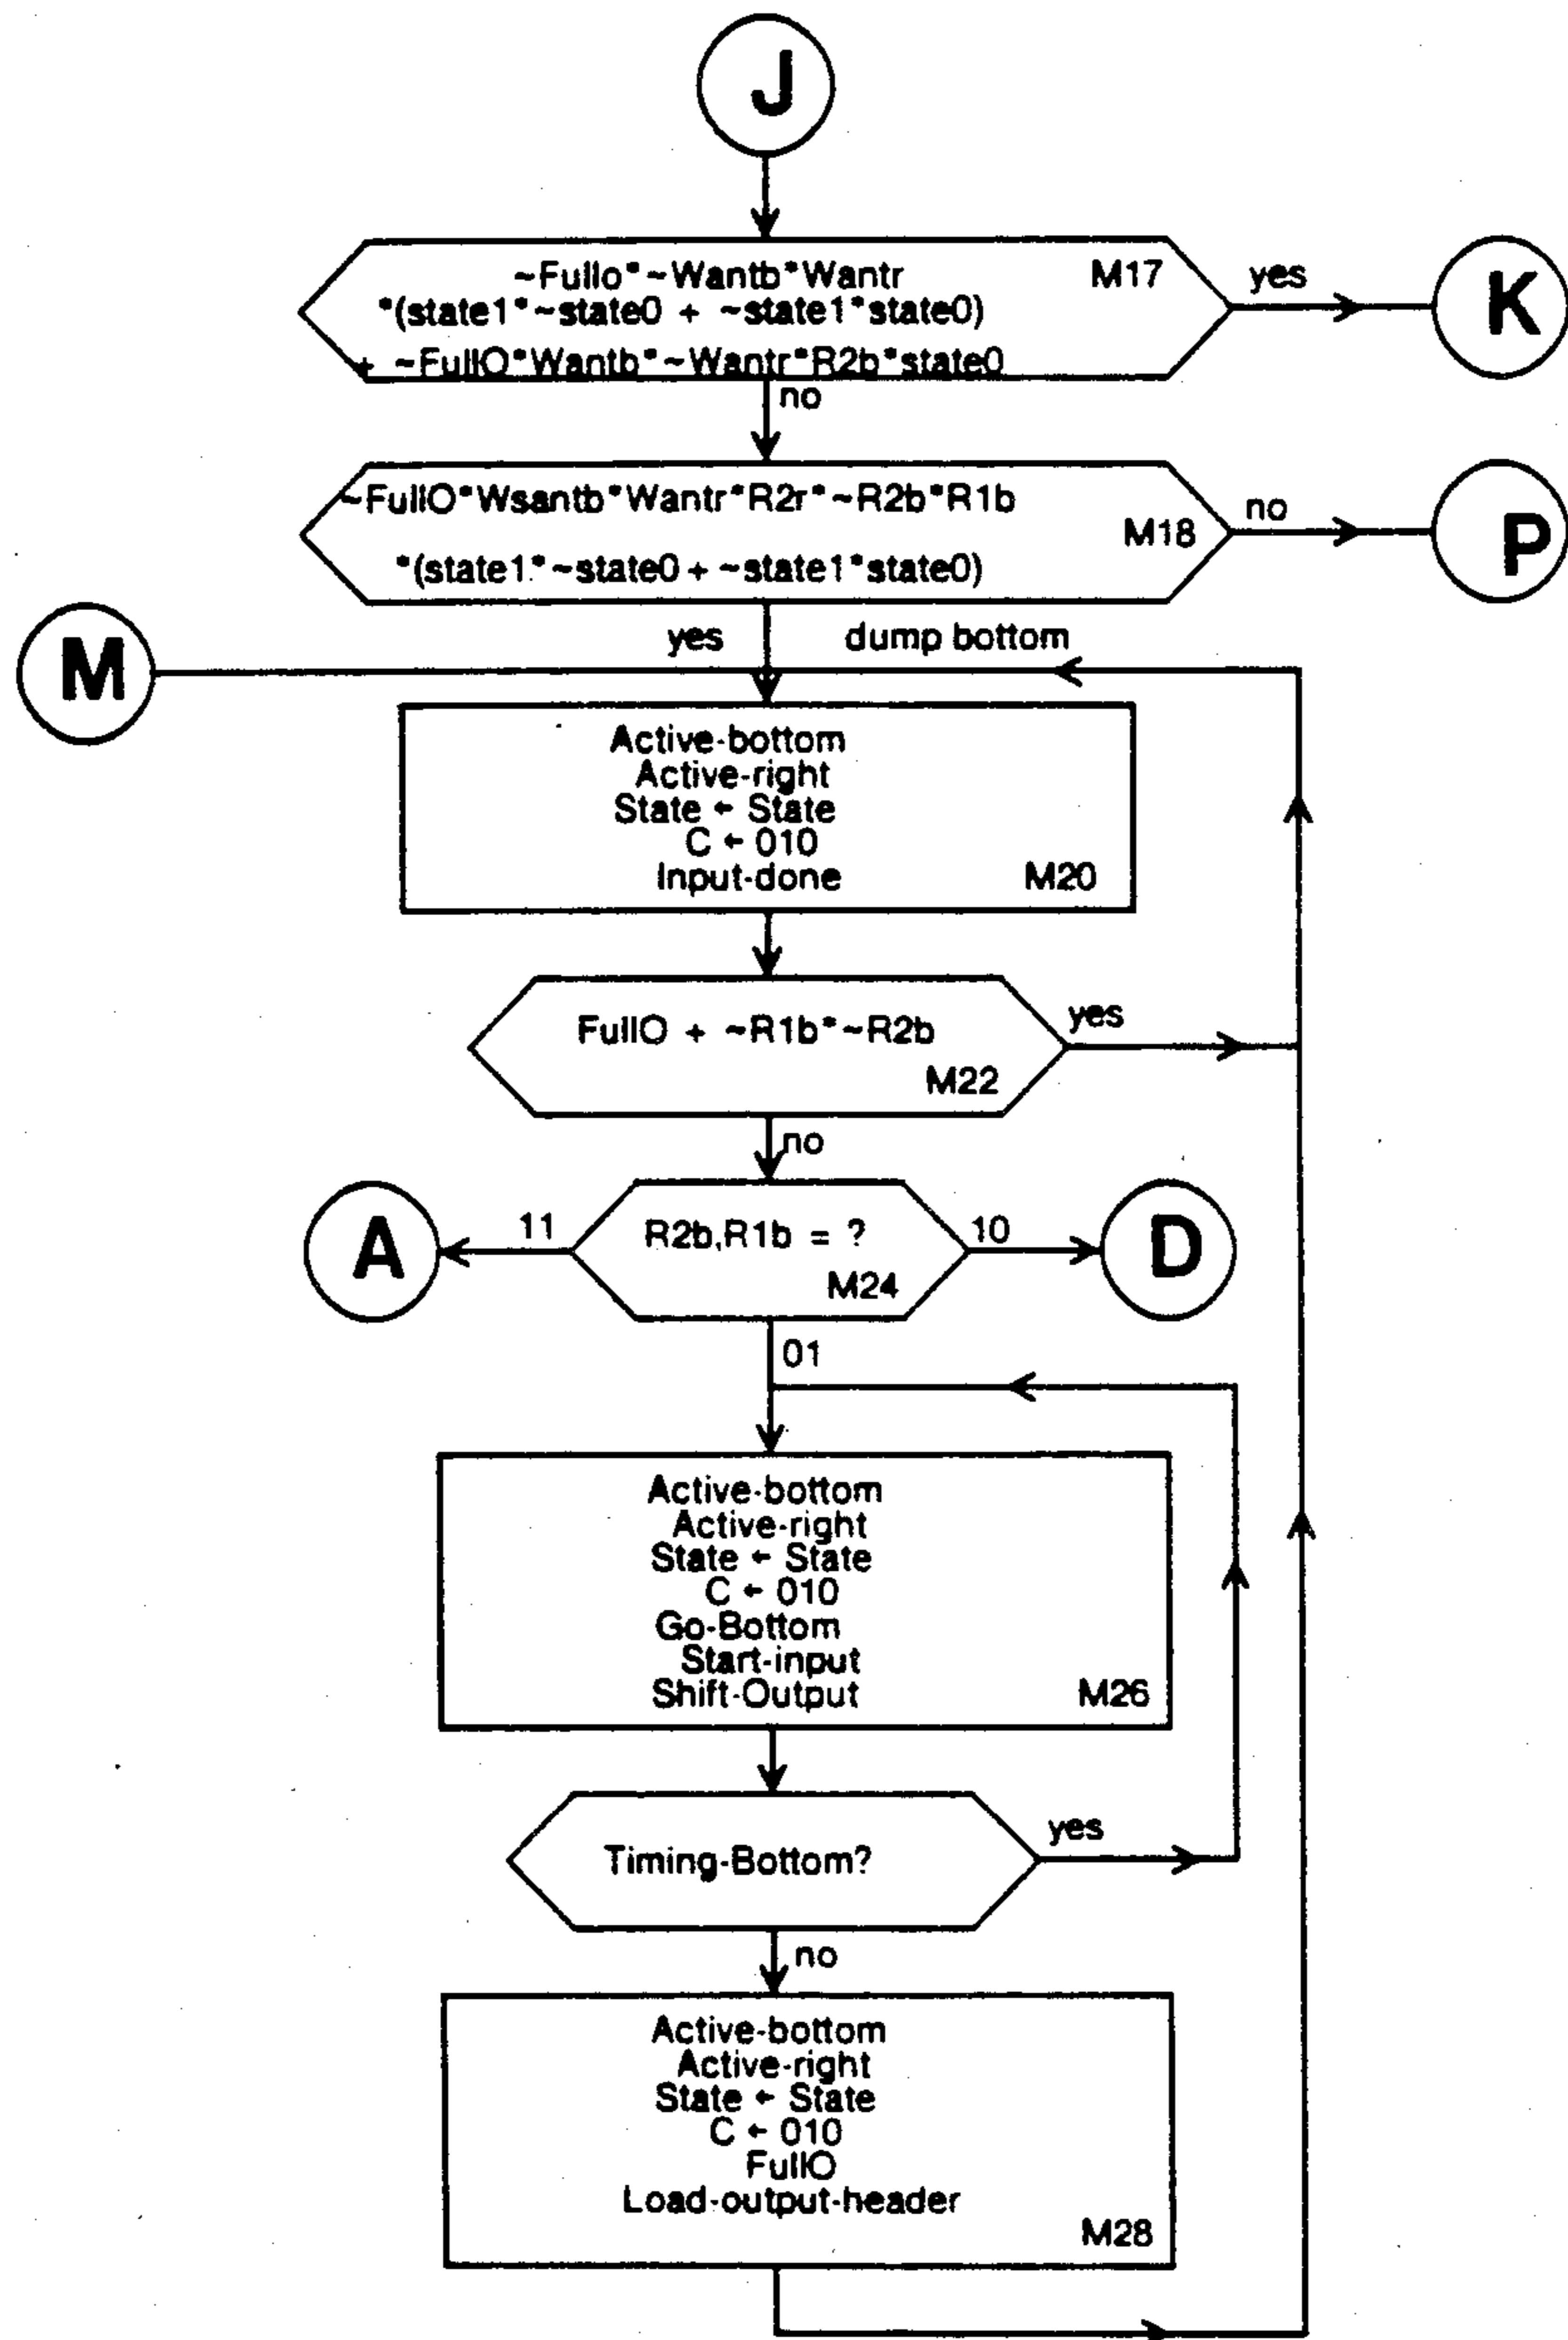 J
~Fullo*~Wantb*Wantr
M17
*(state1*~state0 + ~state1*state0)
+ ~FullO*Wantb*~Wantr*R2b*state0
yes
K
no
~FullO*Wsantb*Wantr*R2r*~R2b*R1b
M18
*(state1*~state0 + ~state1*state0)
no
P
yes
dump bottom
M
Active-bottom
Active-right
State ← State
C ← 010
Input-done
M20
FullO + ~R1b*~R2b
M22
yes
no
A
11
R2b,R1b = ?
M24
10
D
01
Active-bottom
Active-right
State ← State
C ← 010
Go-Bottom
Start-input
Shift-Output
M26
Timing-Bottom?
yes
no
Active-bottom
Active-right
State ← State
C ← 010
FullO
Load-output-header
M28